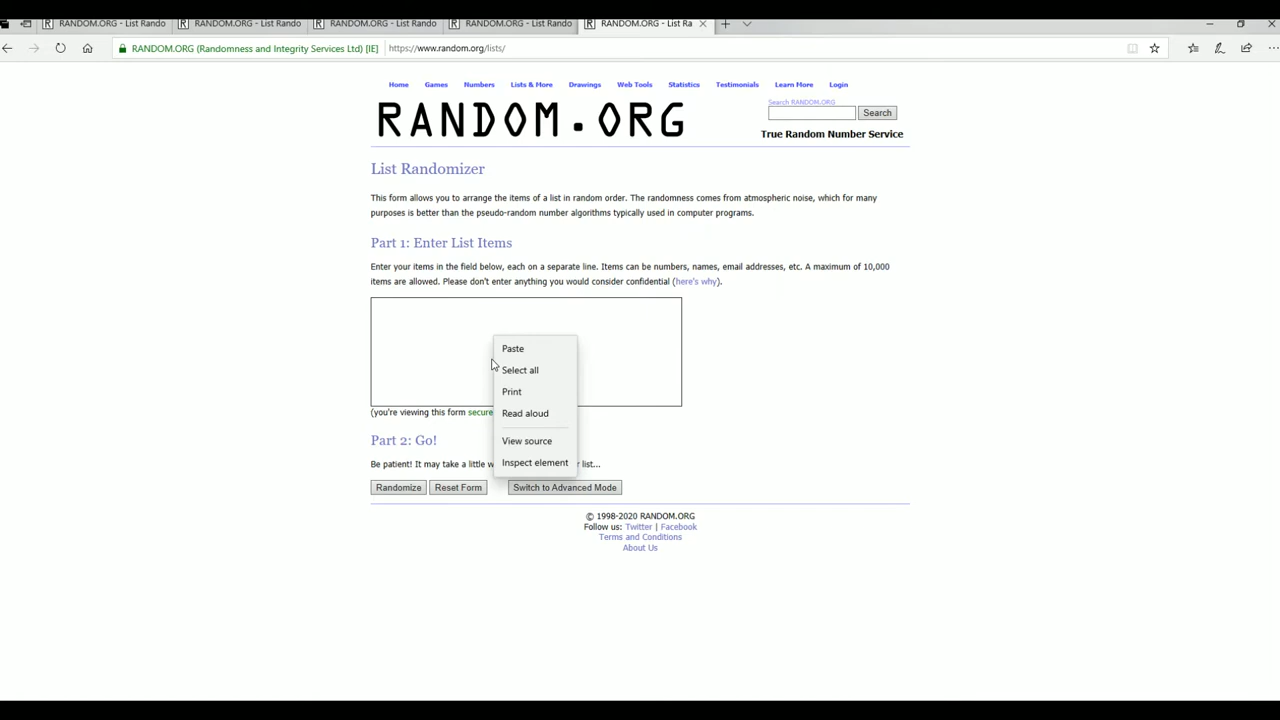 RANDOM.ORG - List Rando
RANDOM.ORG - List Rando
RANDOM.ORG - List Rando
RANDOM.ORG - List Rando
RANDOM.ORG - List Ra
RANDOM.ORG (Randomness and Integrity Services Ltd) [IE]
https://www.random.org/lists/
Home Games Numbers Lists & More Drawings Web Tools Statistics Testimonials Learn More Login
RANDOM.ORG
Search RANDOM.ORG
Search
True Random Number Service
List Randomizer
This form allows you to arrange the items of a list in random order. The randomness comes from atmospheric noise, which for many
purposes is better than the pseudo-random number algorithms typically used in computer programs.
Part 1: Enter List Items
Enter your items in the field below, each on a separate line. Items can be numbers, names, email addresses, etc. A maximum of 10,000
items are allowed. Please don't enter anything you would consider confidential (here's why).
Paste
Select all
Print
Read aloud
View source
Inspect element
(you're viewing this form secure
Part 2: Go!
Be patient! It may take a little w
list...
Randomize Reset Form Switch to Advanced Mode
© 1998-2020 RANDOM.ORG
Follow us: Twitter | Facebook
Terms and Conditions
About Us